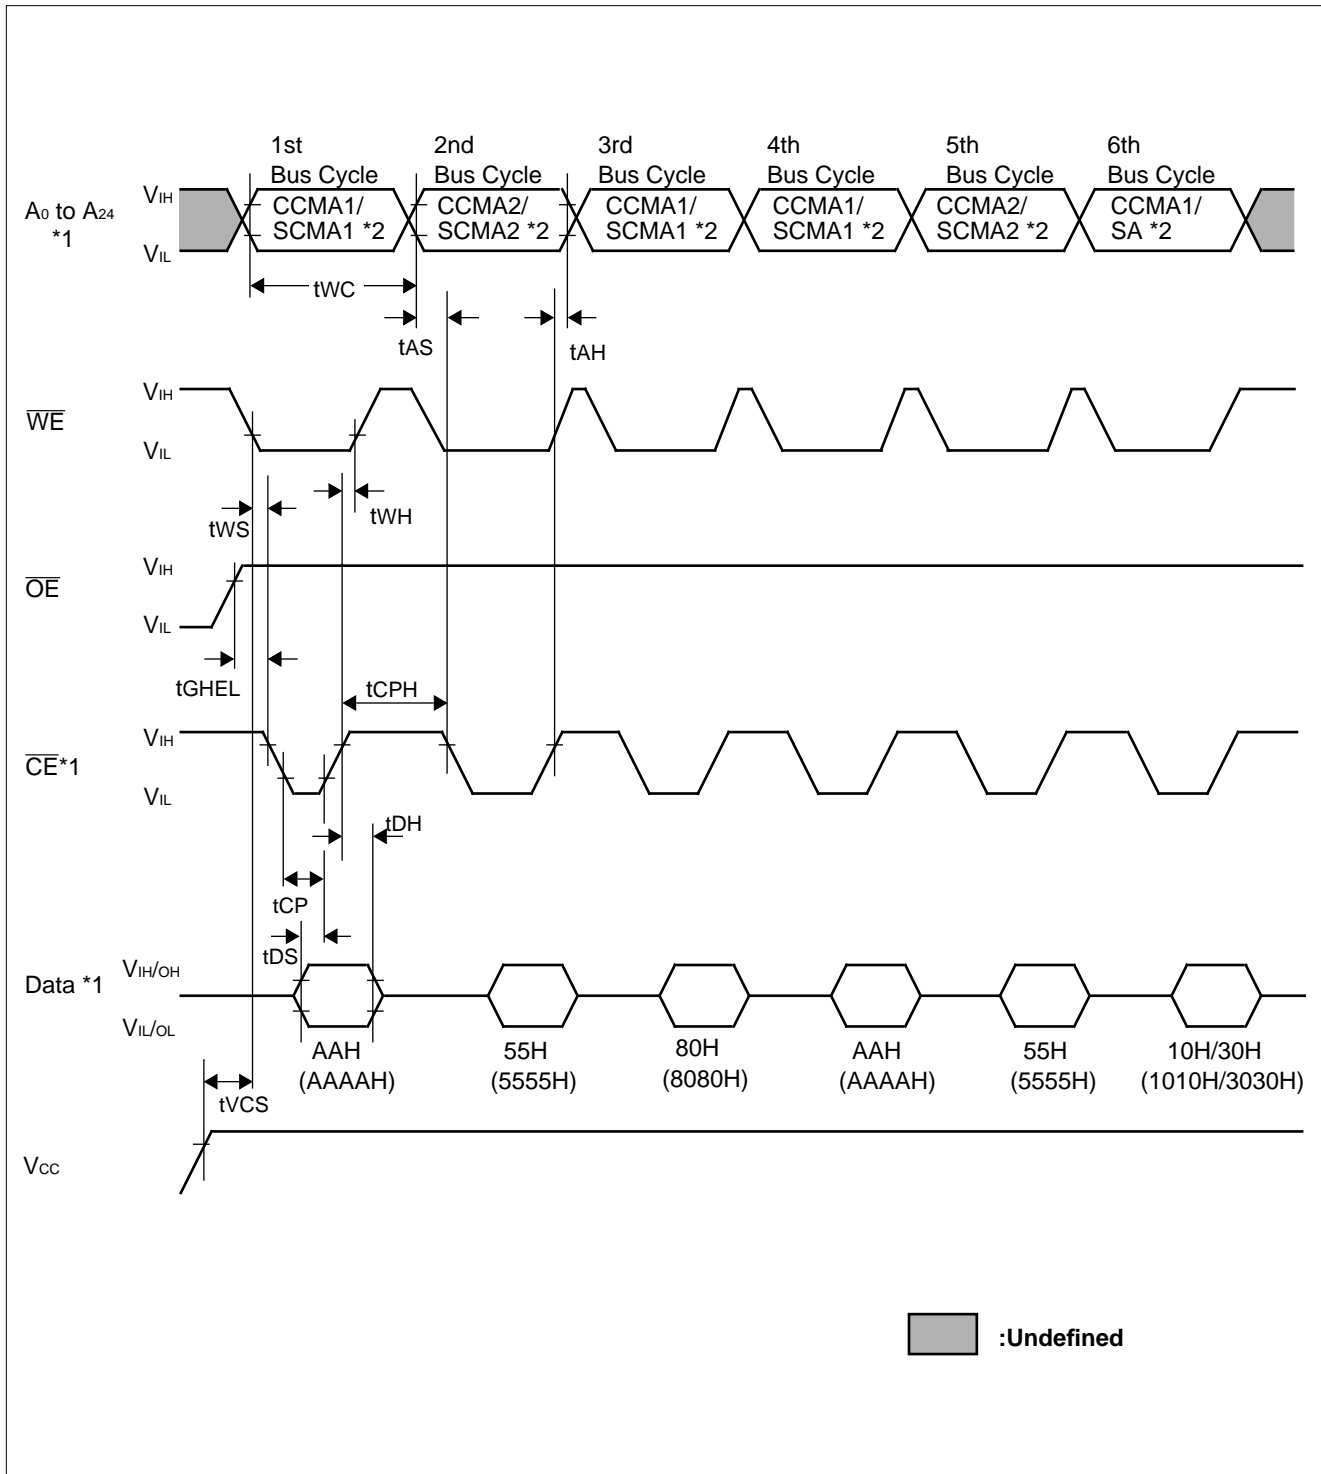 1st 2nd 3rd 4th 5th 6th
Bus Cycle Bus Cycle Bus Cycle Bus Cycle Bus Cycle Bus Cycle
A0 to A24
*1
VIH
VIL
CCMA1/ CCMA2/ CCMA1/ CCMA1/ CCMA2/ CCMA1/
SCMA1 *2 SCMA2 *2 SCMA1 *2 SCMA1 *2 SCMA2 *2 SA *2
tWC
tAS
tAH
WE
VIH
VIL
tWS
tWH
OE
VIH
VIL
tGHEL
tCPH
CE*1
VIH
VIL
tDH
tCP
tDS
Data *1
VIH/OH
VIL/OL
AAH 55H 80H AAH 55H 10H/30H
(AAAAH) (5555H) (8080H) (AAAAH) (5555H) (1010H/3030H)
tVCS
VCC
:Undefined